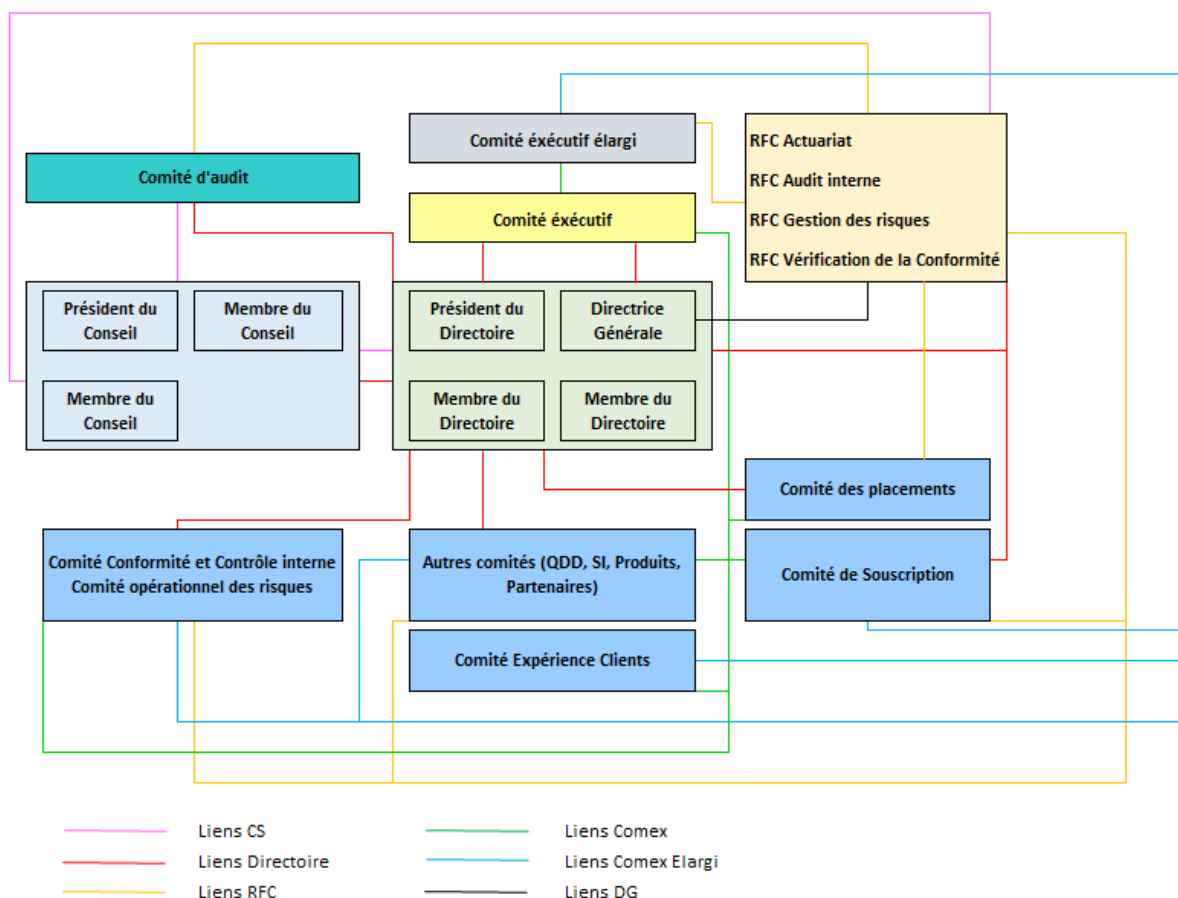 Comité éxécutif élargi
RFC Actuariat
Comité d'audit
RFC Audit interne
Comité éxécutif
RFC Gestion des risques
RFC Vérification de la Conformité
Président du
Conseil
Membre du
Conseil
Président du
Directoire
Directrice
Générale
Membre du
Conseil
Membre du
Directoire
Membre du
Directoire
Comité des placements
Comité Conformité et Contrôle interne
Comité opérationnel des risques
Autres comités (QDD, SI, Produits,
Partenaires)
Comité de Souscription
Comité Expérience Clients
Liens CS
Liens Comex
Liens Directoire
Liens Comex Elargi
Liens RFC
Liens DG